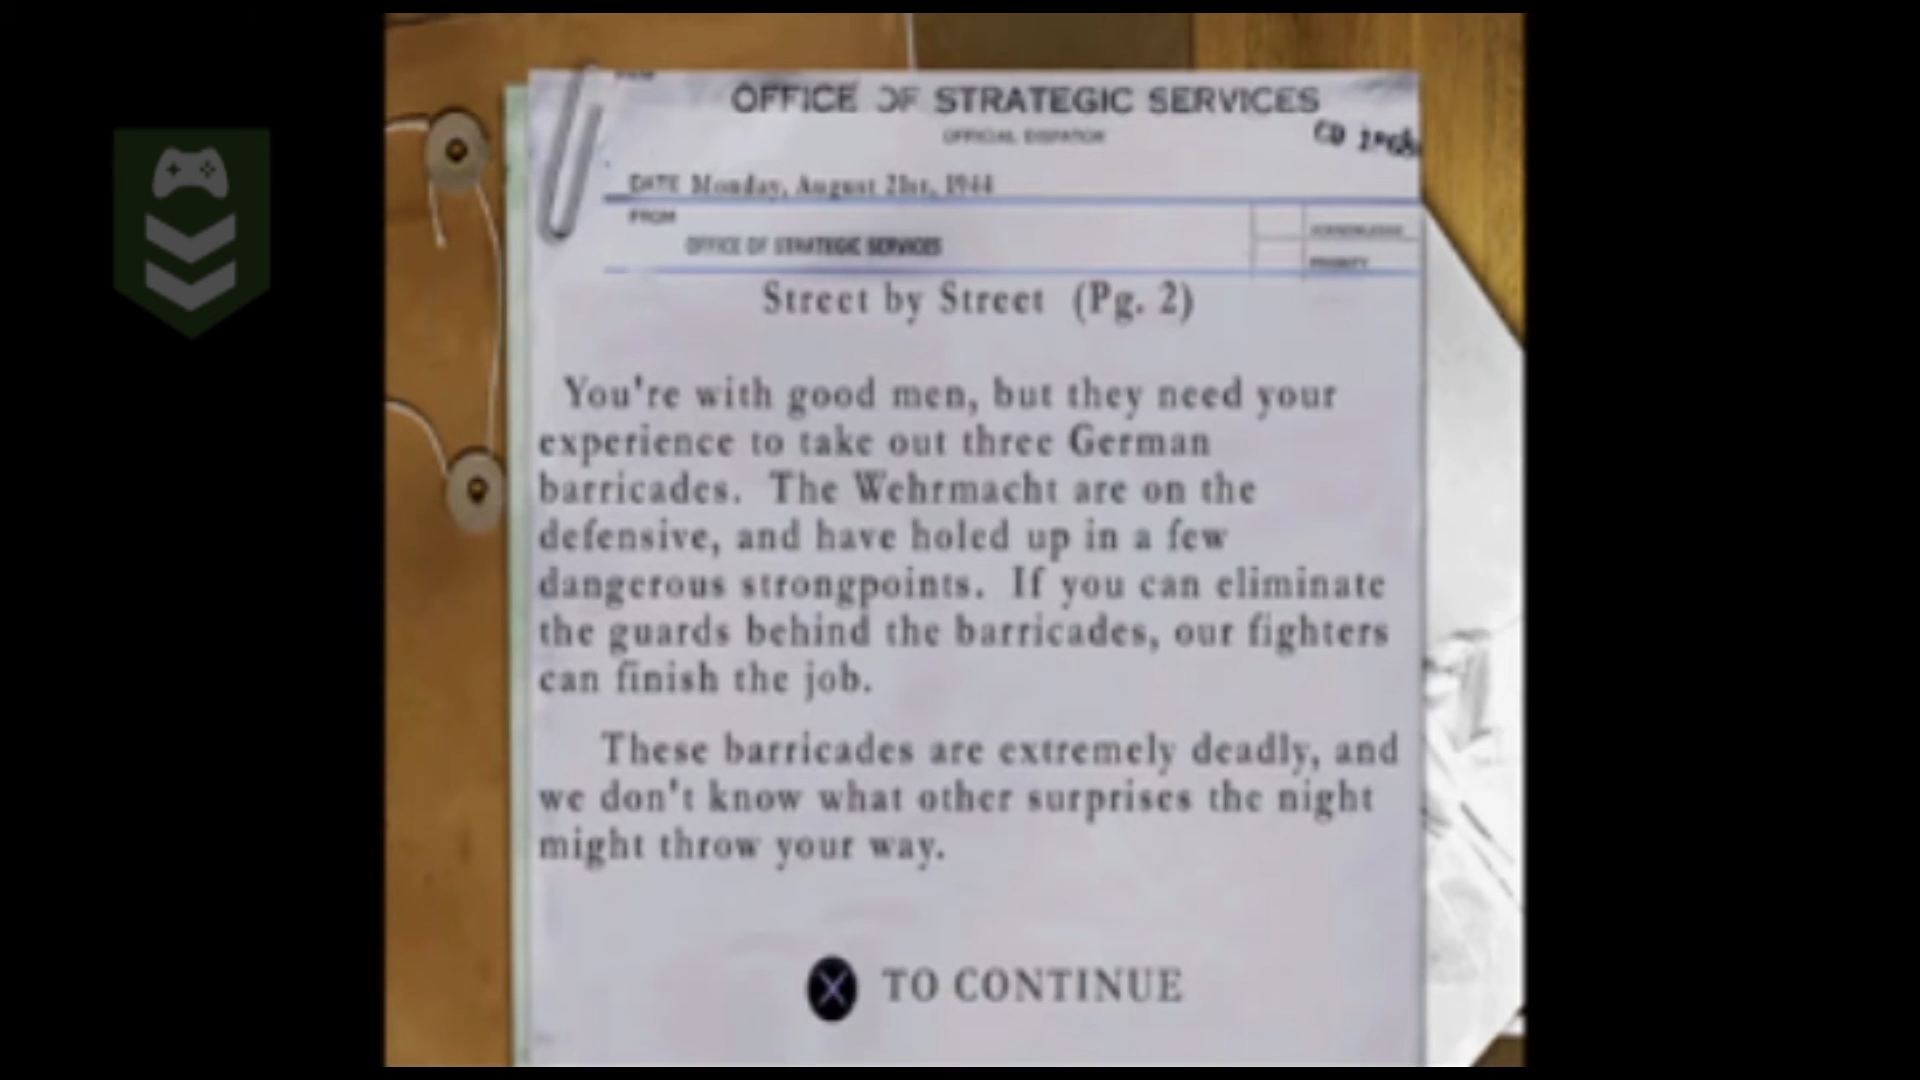 OFFICE OF STRATEGIC SERVICES
OFFICIAL DISPATCH
DATE Monday, August 21st, 1944
FROM
OFFICE OF STRATEGIC SERVICES
ACKNOWLEDGE
PRIORITY
Street by Street (Pg. 2)
You're with good men, but they need your
experience to take out three German
barricades. The Wehrmacht are on the
defensive, and have holed up in a few
dangerous strongpoints. If you can eliminate
the guards behind the barricades, our fighters
can finish the job.
These barricades are extremely deadly, and
we don't know what other surprises the night
might throw your way.
X TO CONTINUE